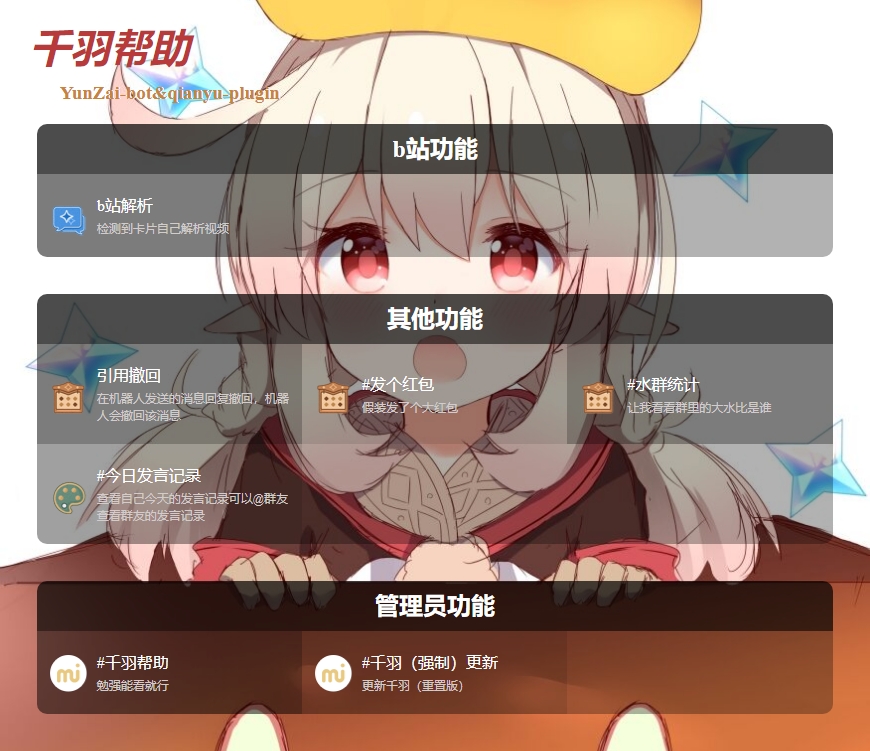 千羽帮助
YunZai-bot&qianyu-plugin
b站功能
b站解析
检测到卡片自己解析视频
其他功能
引用撤回
在机器人发送的消息回复撤回，机器
人会撤回该消息
#发个红包
假装发了个大红包
#水群统计
让我看看群里的大水比是谁
#今日发言记录
查看自己今天的发言记录可以@群友
查看群友的发言记录
管理员功能
#千羽帮助
勉强能看就行
#千羽（强制）更新
更新千羽（重置版）